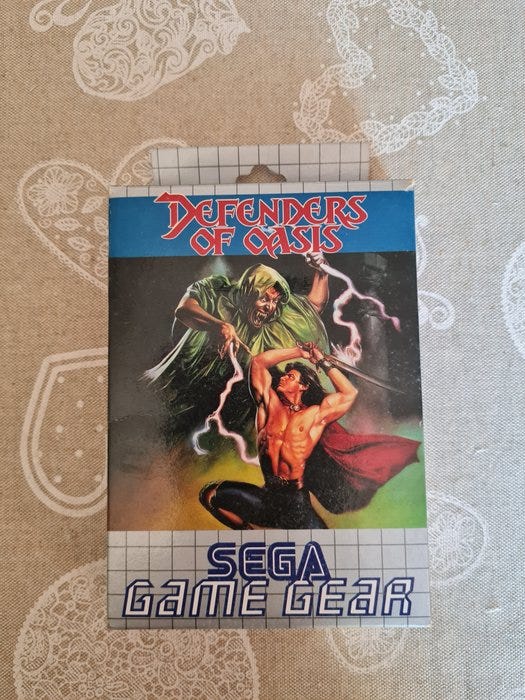 DEFENDERS
OF OASIS
SEGA
GAME GEAR